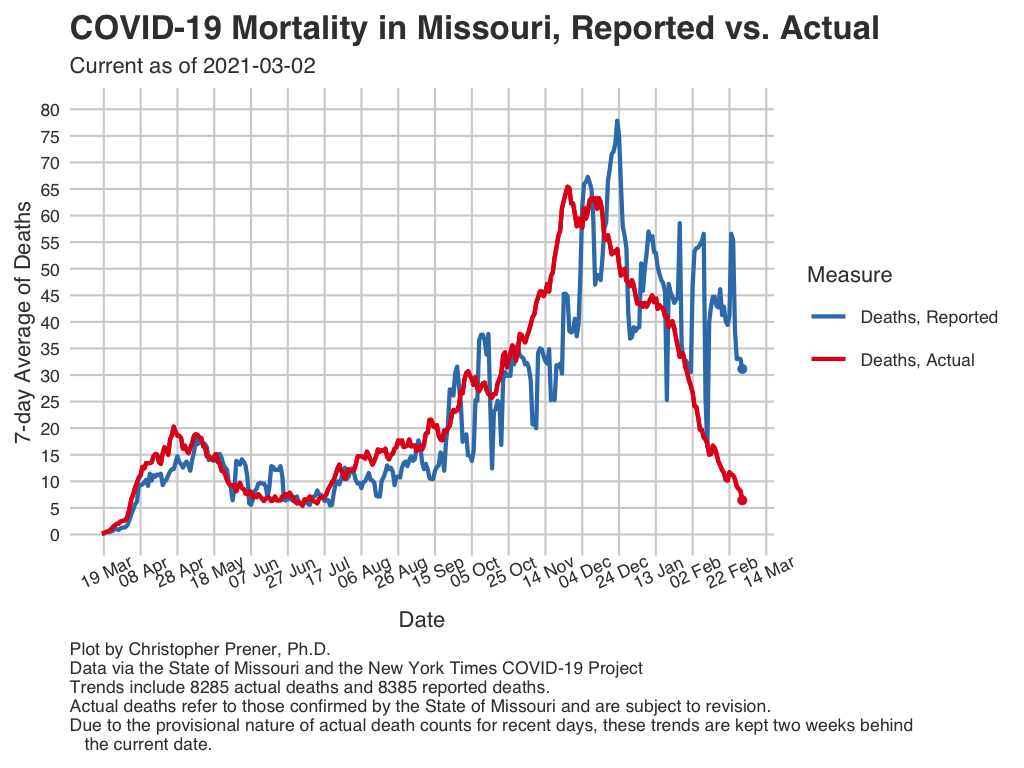 COVID-19 Mortality in Missouri, Reported vs. Actual
Current as of 2021-03-02
7-day Average of Deaths
80
75
70
65
60
55
50
45
40
35
30
25
20
15
10
5
0
19 Mar
08 Apr
28 Apr
18 May
07 Jun
27 Jun
17 Jul
06 Aug
26 Aug
15 Sep
05 Oct
25 Oct
14 Nov
04 Dec
24 Dec
13 Jan
02 Feb
22 Feb
14 Mar
Date
Measure
Deaths, Reported
Deaths, Actual
Plot by Christopher Prener, Ph.D.
Data via the State of Missouri and the New York Times COVID-19 Project
Trends include 8285 actual deaths and 8385 reported deaths.
Actual deaths refer to those confirmed by the State of Missouri and are subject to revision.
Due to the provisional nature of actual death counts for recent days, these trends are kept two weeks behind
the current date.